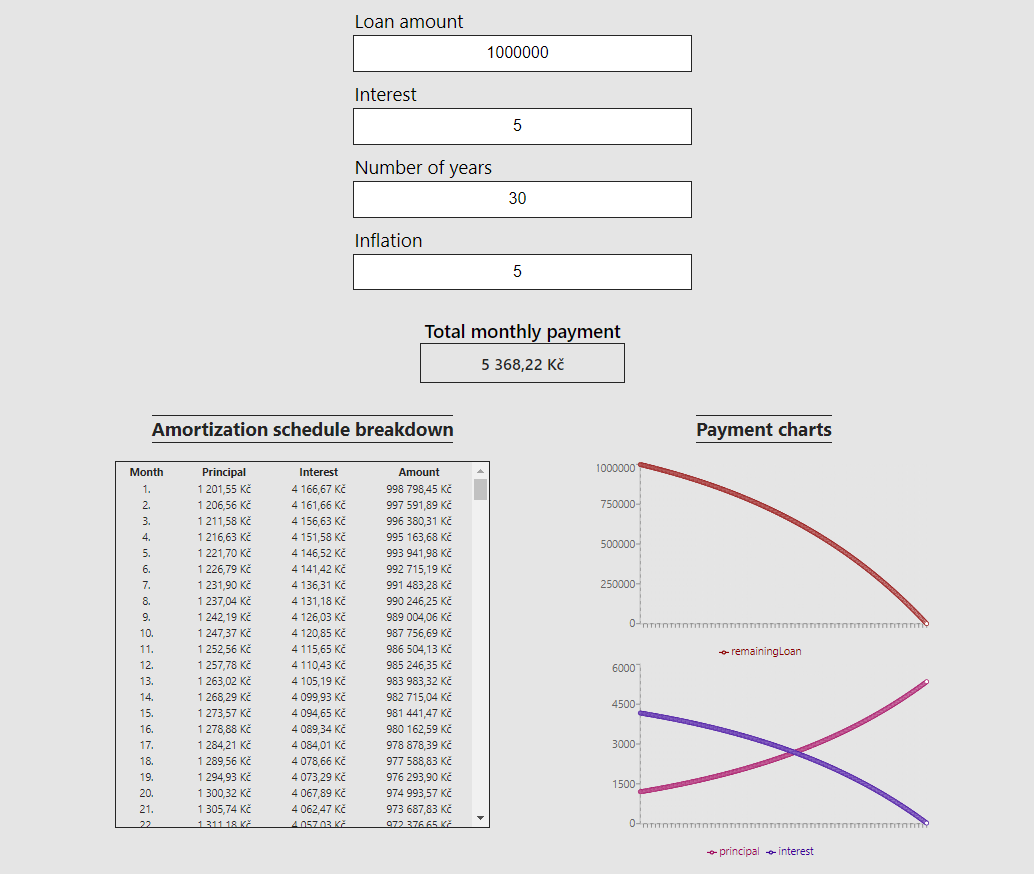 Loan amount
1000000
Interest
5
Number of years
30
Inflation
5
Total monthly payment
5 368,22 Kč
Amortization schedule breakdown
Month Principal Interest Amount
1. 1 201,55 Kč 4 166,67 Kč 998 798,45 Kč
2. 1 206,56 Kč 4 161,66 Kč 997 591,89 Kč
3. 1 211,58 Kč 4 156,63 Kč 996 380,31 Kč
4. 1 216,63 Kč 4 151,58 Kč 995 163,68 Kč
5. 1 221,70 Kč 4 146,52 Kč 993 941,98 Kč
6. 1 226,79 Kč 4 141,42 Kč 992 715,19 Kč
7. 1 231,90 Kč 4 136,31 Kč 991 483,28 Kč
8. 1 237,04 Kč 4 131,18 Kč 990 246,25 Kč
9. 1 242,19 Kč 4 126,03 Kč 989 004,06 Kč
10. 1 247,37 Kč 4 120,85 Kč 987 756,69 Kč
11. 1 252,56 Kč 4 115,65 Kč 986 504,13 Kč
12. 1 257,78 Kč 4 110,43 Kč 985 246,35 Kč
13. 1 263,02 Kč 4 105,19 Kč 983 983,32 Kč
14. 1 268,29 Kč 4 099,93 Kč 982 715,04 Kč
15. 1 273,57 Kč 4 094,65 Kč 981 441,47 Kč
16. 1 278,88 Kč 4 089,34 Kč 980 162,59 Kč
17. 1 284,21 Kč 4 084,01 Kč 978 878,39 Kč
18. 1 289,56 Kč 4 078,66 Kč 977 588,83 Kč
19. 1 294,93 Kč 4 073,29 Kč 976 293,90 Kč
20. 1 300,32 Kč 4 067,89 Kč 974 993,57 Kč
21. 1 305,74 Kč 4 062,47 Kč 973 687,83 Kč
22. 1 311,18 Kč 4 057,03 Kč 972 376,65 Kč
Payment charts
1000000
750000
500000
250000
0
remainingLoan
6000
4500
3000
1500
0
principal interest